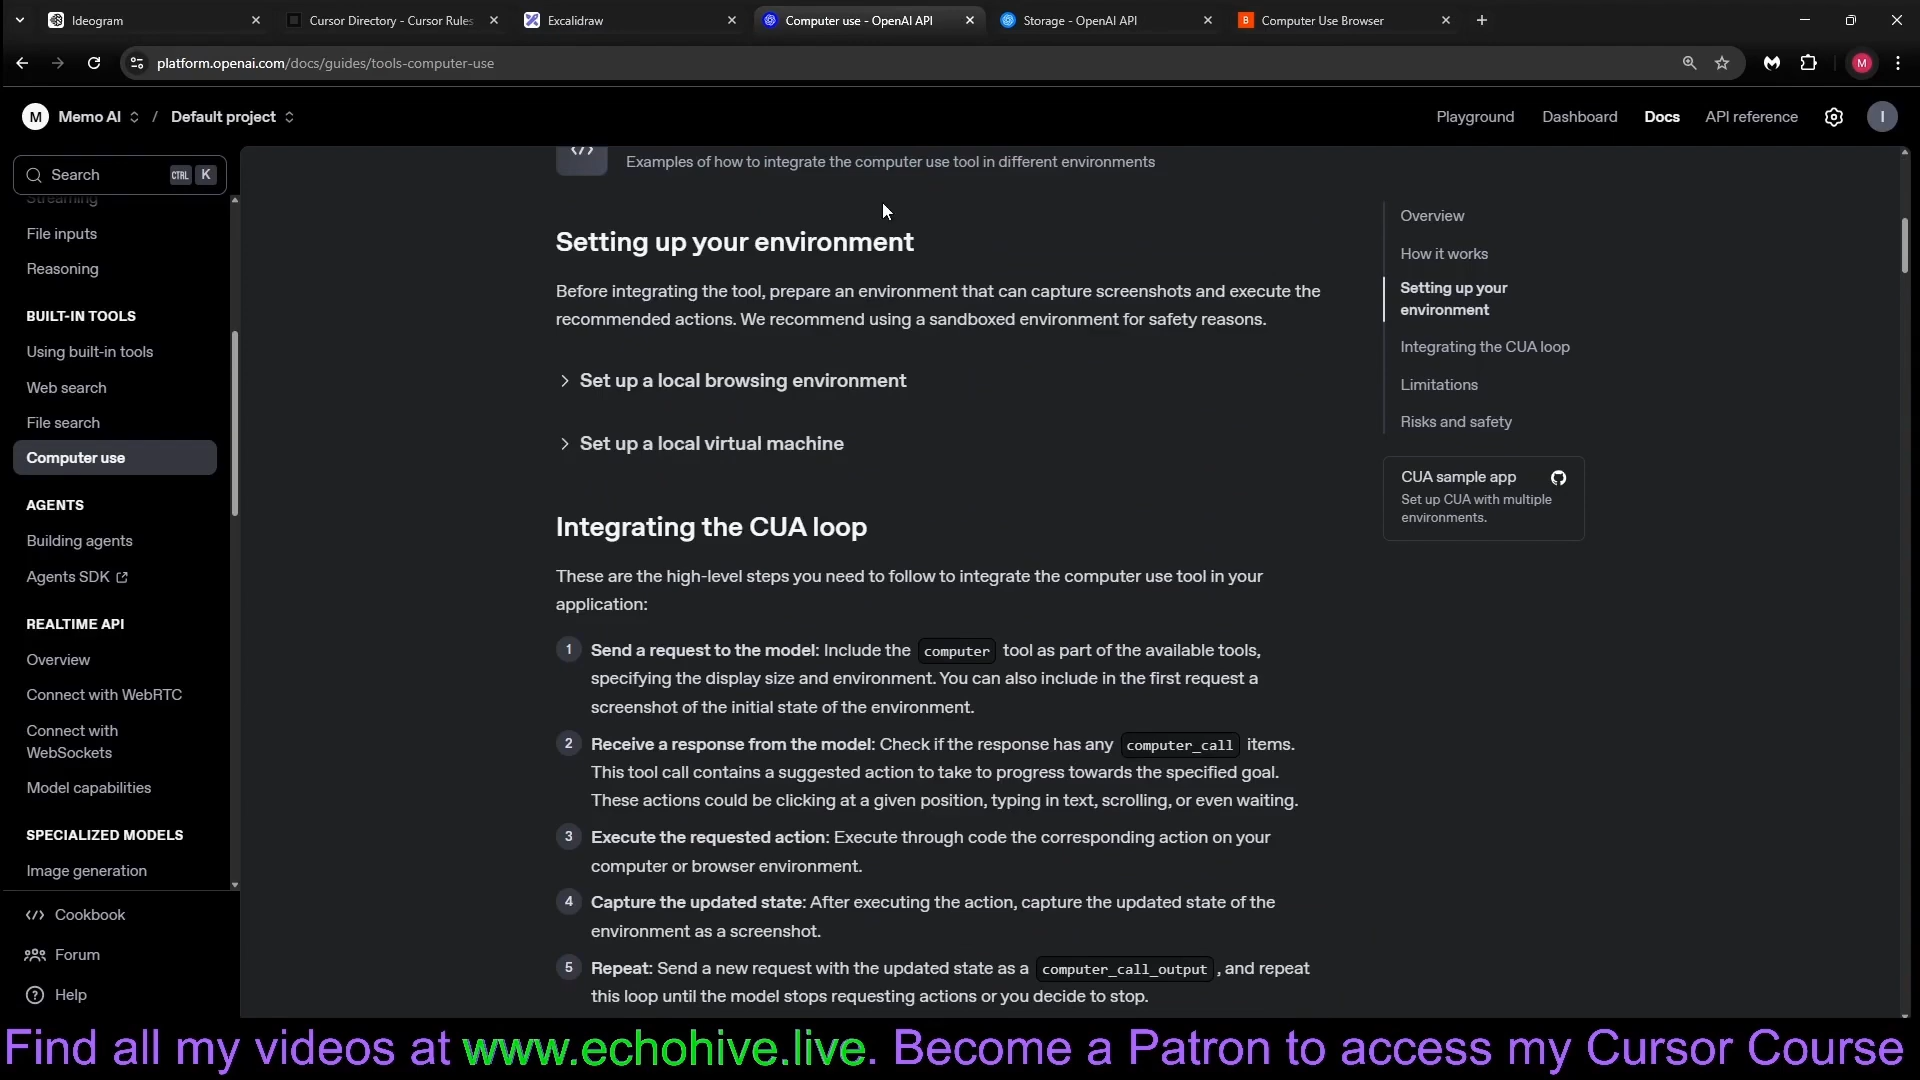 Ideogram
Cursor Directory - Cursor Rules
Excalidraw
Computer use - OpenAI API
Storage - OpenAI API
B
Computer Use Browser
platform.openai.com/docs/guides/tools-computer-use
M
M
Memo AI
/
Default project
Playground
Dashboard
Docs
API reference
I
Search
CTRL
K
Streaming
File inputs
Reasoning
BUILT-IN TOOLS
Using built-in tools
Web search
File search
Computer use
AGENTS
Building agents
Agents SDK
REALTIME API
Overview
Connect with WebRTC
Connect with
WebSockets
Model capabilities
SPECIALIZED MODELS
Image generation
Cookbook
Forum
Help
Examples of how to integrate the computer use tool in different environments
Setting up your environment
Before integrating the tool, prepare an environment that can capture screenshots and execute the
recommended actions. We recommend using a sandboxed environment for safety reasons.
Set up a local browsing environment
Set up a local virtual machine
Integrating the CUA loop
These are the high-level steps you need to follow to integrate the computer use tool in your
application:
1 Send a request to the model: Include the computer tool as part of the available tools,
specifying the display size and environment. You can also include in the first request a
screenshot of the initial state of the environment.
2 Receive a response from the model: Check if the response has any computer_call items.
This tool call contains a suggested action to take to progress towards the specified goal.
These actions could be clicking at a given position, typing in text, scrolling, or even waiting.
3 Execute the requested action: Execute through code the corresponding action on your
computer or browser environment.
4 Capture the updated state: After executing the action, capture the updated state of the
environment as a screenshot.
5 Repeat: Send a new request with the updated state as a computer_call_output , and repeat
this loop until the model stops requesting actions or you decide to stop.
Overview
How it works
Setting up your
environment
Integrating the CUA loop
Limitations
Risks and safety
CUA sample app
Set up CUA with multiple
environments.
Find all my videos at www.echohive.live. Become a Patron to access my Cursor Course